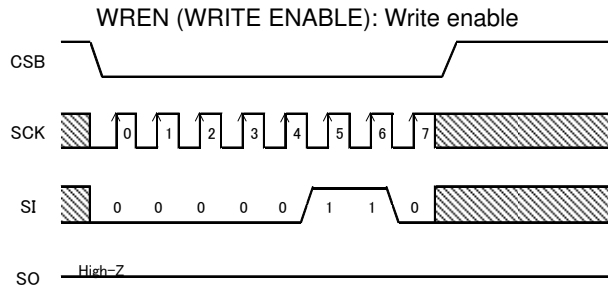 WREN (WRITE ENABLE): Write enable
CSB
SCK 0 1 2 3 4 5 6 7
SI 0 0 0 0 0 1 1 0
SO High-Z